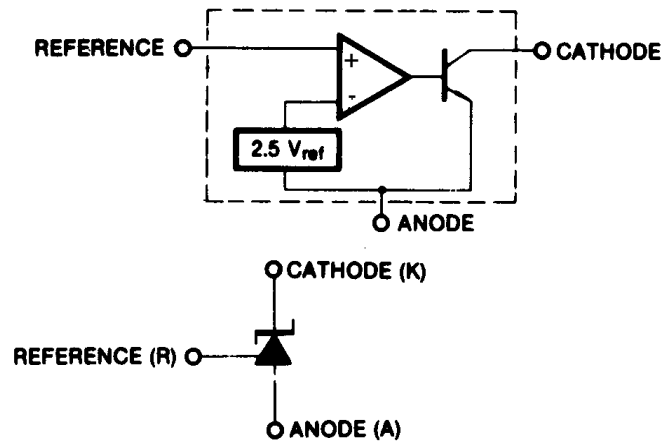 REFERENCE
CATHODE
+
-
2.5 Vref
ANODE
CATHODE (K)
REFERENCE (R)
ANODE (A)